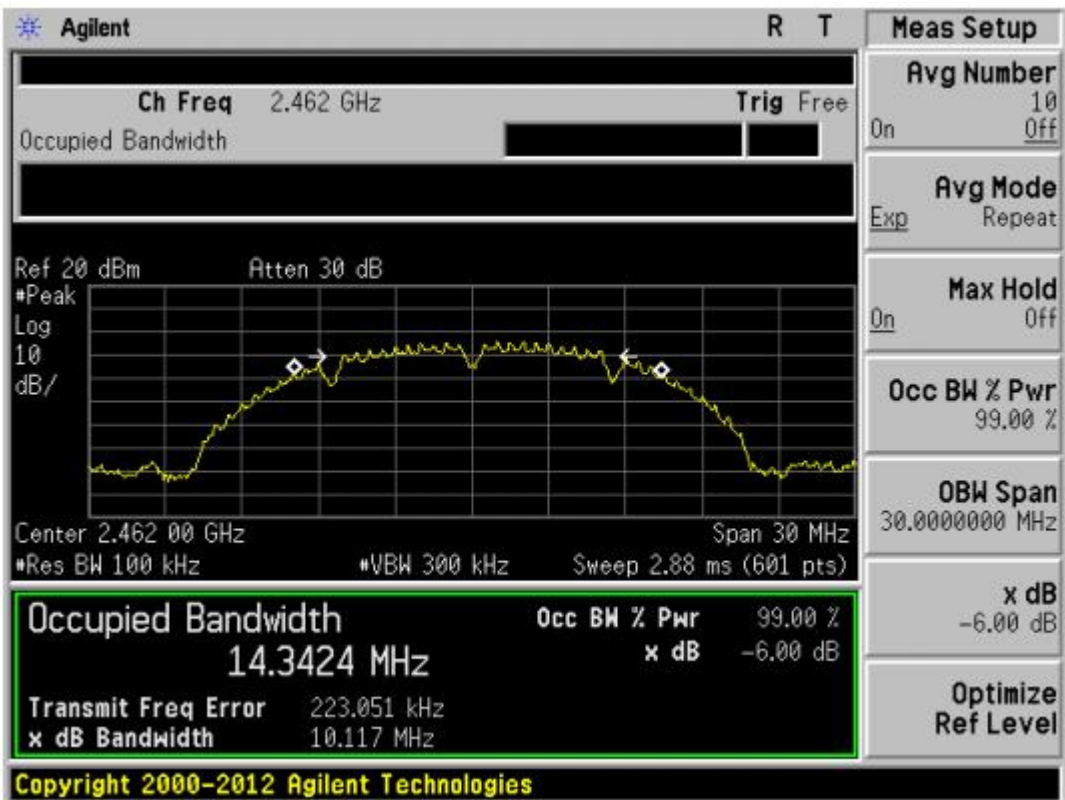 Agilent R T
Ch Freq 2.462 GHz Trig Free
Occupied Bandwidth
Ref 20 dBm Atten 30 dB
#Peak
Log
10
dB/
Center 2.462 00 GHz Span 30 MHz
#Res BW 100 kHz #VBW 300 kHz Sweep 2.88 ms (601 pts)
Occupied Bandwidth Occ BW % Pwr 99.00 %
14.3424 MHz x dB -6.00 dB
Transmit Freq Error 223.051 kHz
x dB Bandwidth 10.117 MHz
Copyright 2000-2012 Agilent Technologies
Meas Setup
Avg Number
10
On Off
Avg Mode
Exp Repeat
Max Hold
On Off
Occ BW % Pwr
99.00 %
OBW Span
30.0000000 MHz
x dB
-6.00 dB
Optimize
Ref Level